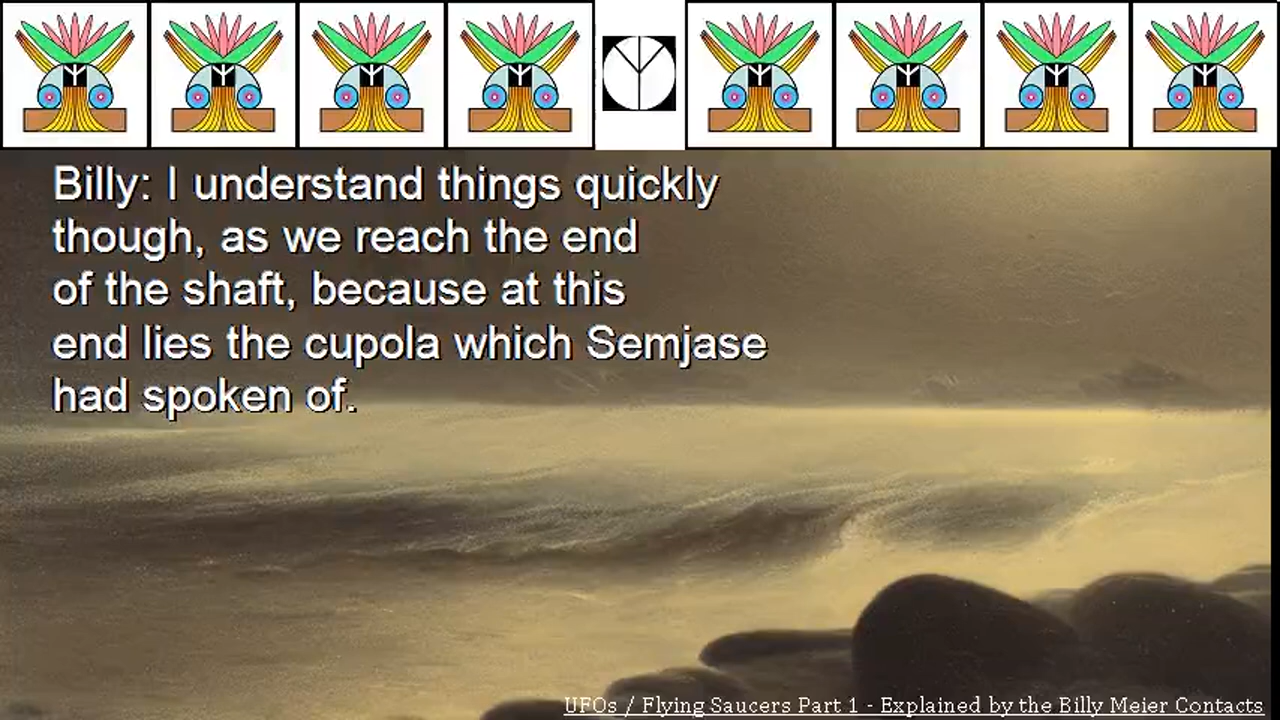 Billy: I understand things quickly
though, as we reach the end
of the shaft, because at this
end lies the cupola which Semjase
had spoken of.
UFOs / Flying Saucers Part 1 - Explained by the Billy Meier Contacts